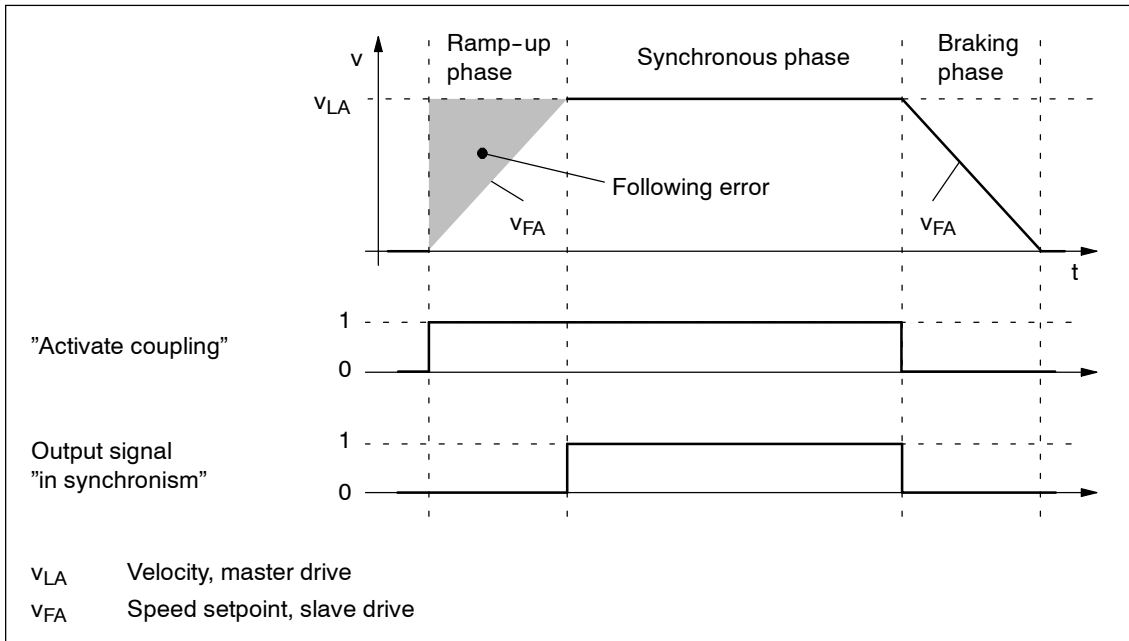 Ramp-up
phase
Synchronous phase
Braking
phase
v
vLA
Following error
vFA
vFA
t
”Activate coupling”
1
0
Output signal
”in synchronism”
1
0
vLA Velocity, master drive
vFA Speed setpoint, slave drive